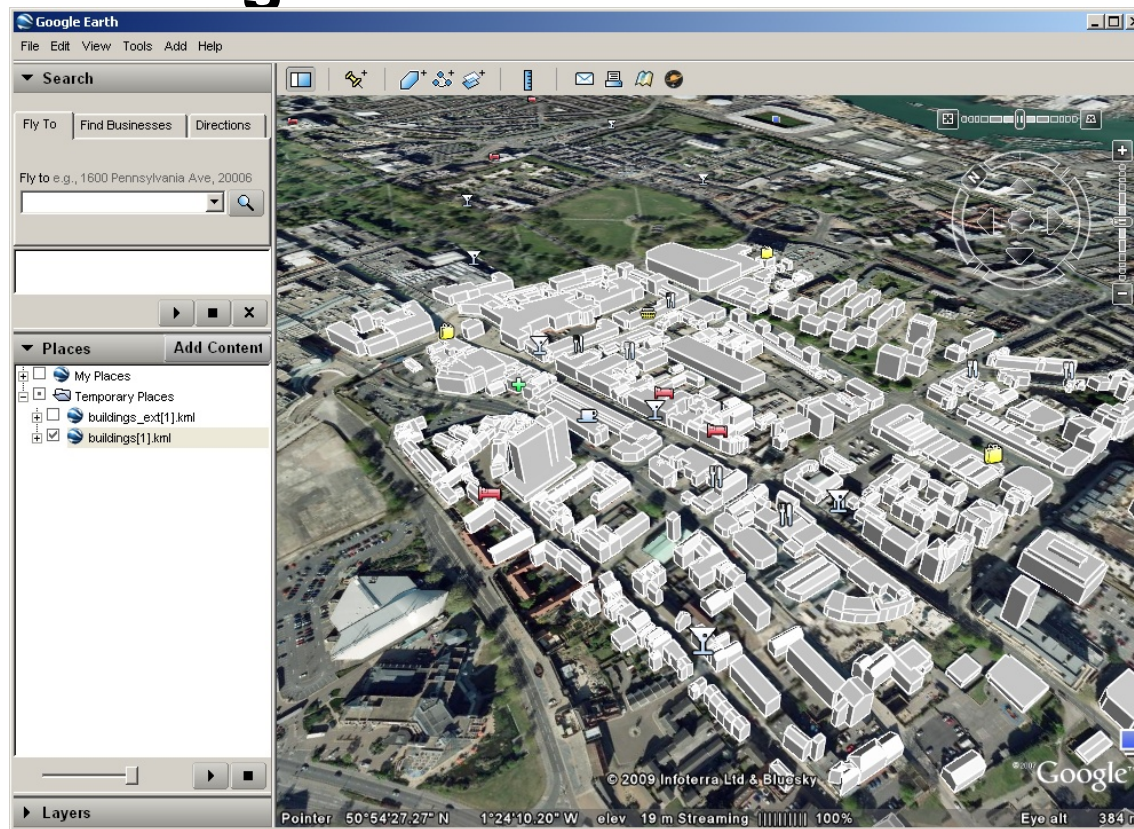 Google Earth
File Edit View Tools Add Help
Search
Fly To Find Businesses Directions
Fly to e.g., 1600 Pennsylvania Ave, 20006
Places Add Content
My Places
Temporary Places
buildings_ext[1].kml
buildings[1].kml
Layers
N
© 2009 Infoterra Ltd & Bluesky
©2007 Google™
Pointer 50°54'27.27" N 1°24'10.20" W elev 19 m Streaming ||||||||| 100% Eye alt 384 m